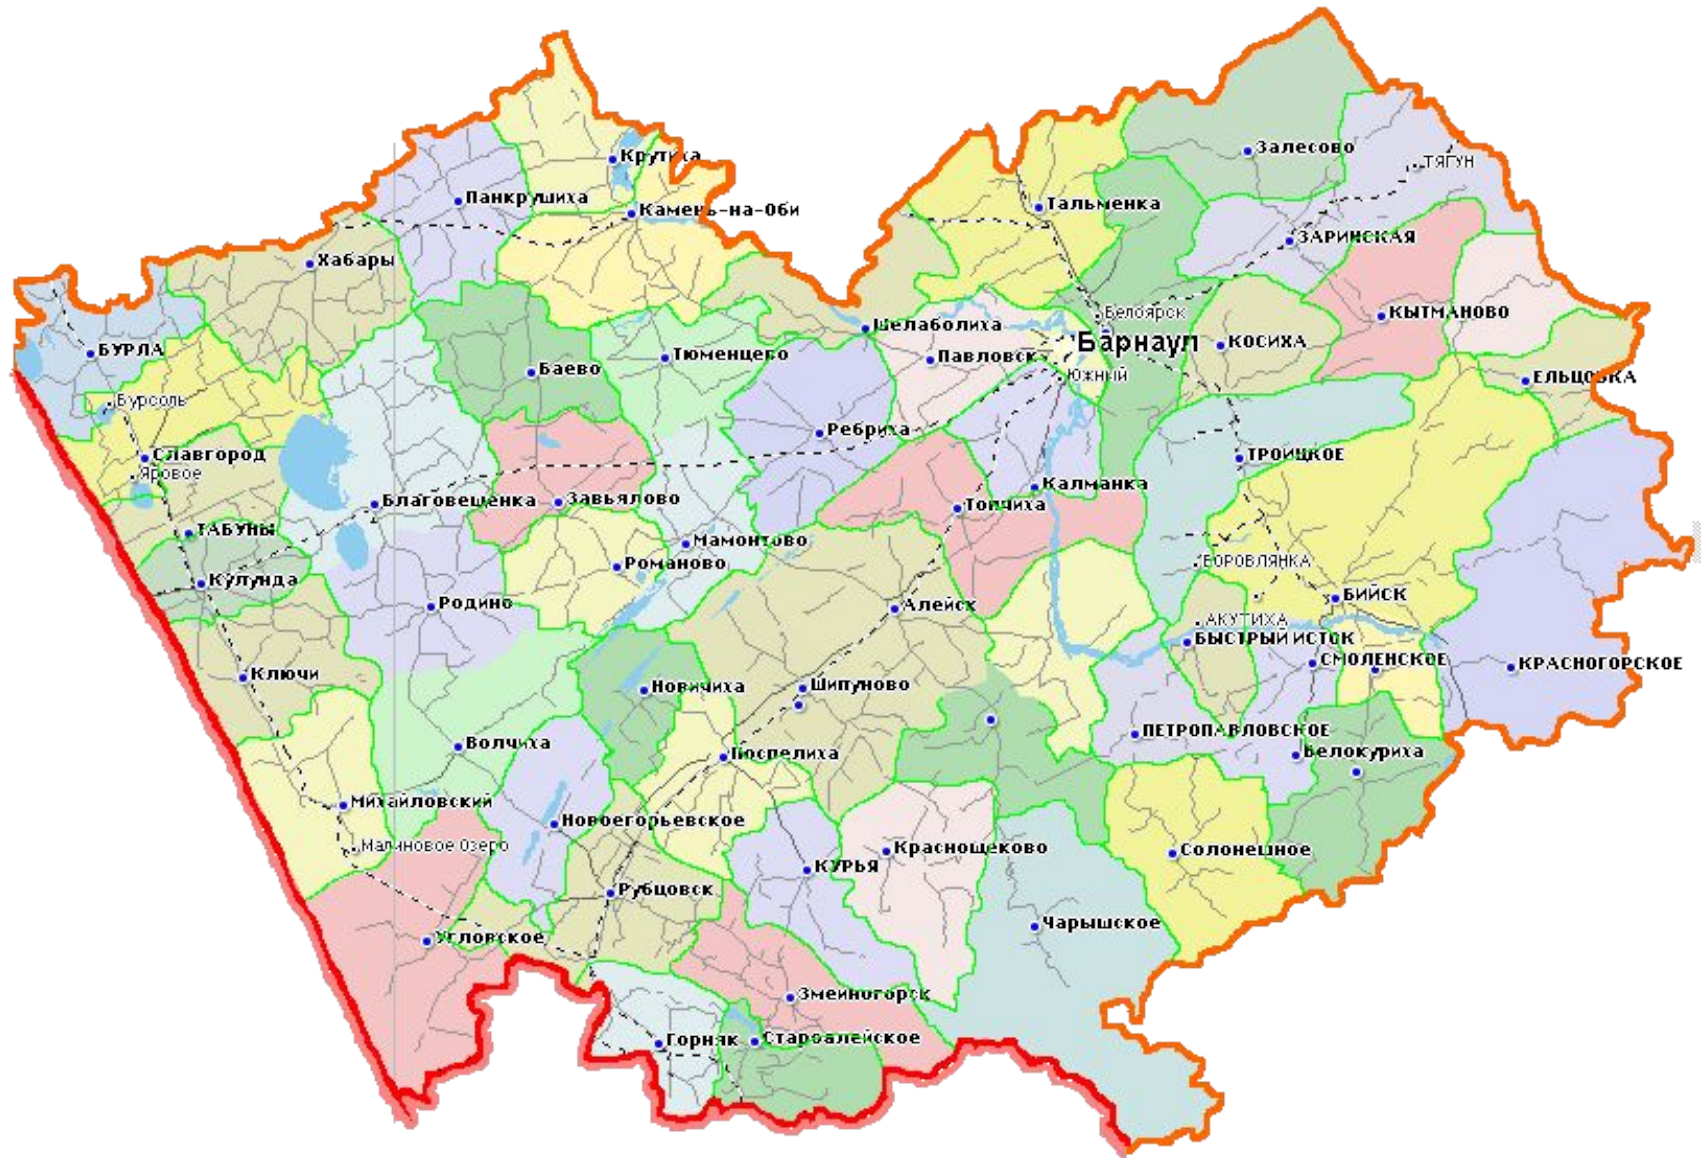 Крутиха
Залесово
ТЯГУН
Панкрушиха
Камень-на-Оби
Тальменка
ЗАРИНСКАЯ
Хабары
Белоярск
КЫТМАНОВО
Шелаболиха
Барнаул
КОСИХА
БУРЛА
Тюменцево
Павловск
Баево
Южный
ЕЛЬЦОВКА
Бурсоль
Ребриха
Славгород
ТРОИЦКОЕ
Яровое
Калманка
Благовещенка
Завьялово
Топчиха
ТАБУНЫ
Мамонтово
Романово
БОРОВЛЯНКА
Кулунда
БИЙСК
Родино
Алейск
АКУТИХА
БЫСТРЫЙ ИСТОК
СМОЛЕНСКОЕ
КРАСНОГОРСКОЕ
Ключи
Новичиха
Шипуново
ПЕТРОПАВЛОВСКОЕ
Волчиха
Поспелиха
Белокуриха
Михайловский
Новоегорьевское
Малиновое Озеро
Краснощеково
Солонешное
КУРЬЯ
Рубцовск
Чарышское
Угловское
Змеиногорск
Горняк
Староалейское